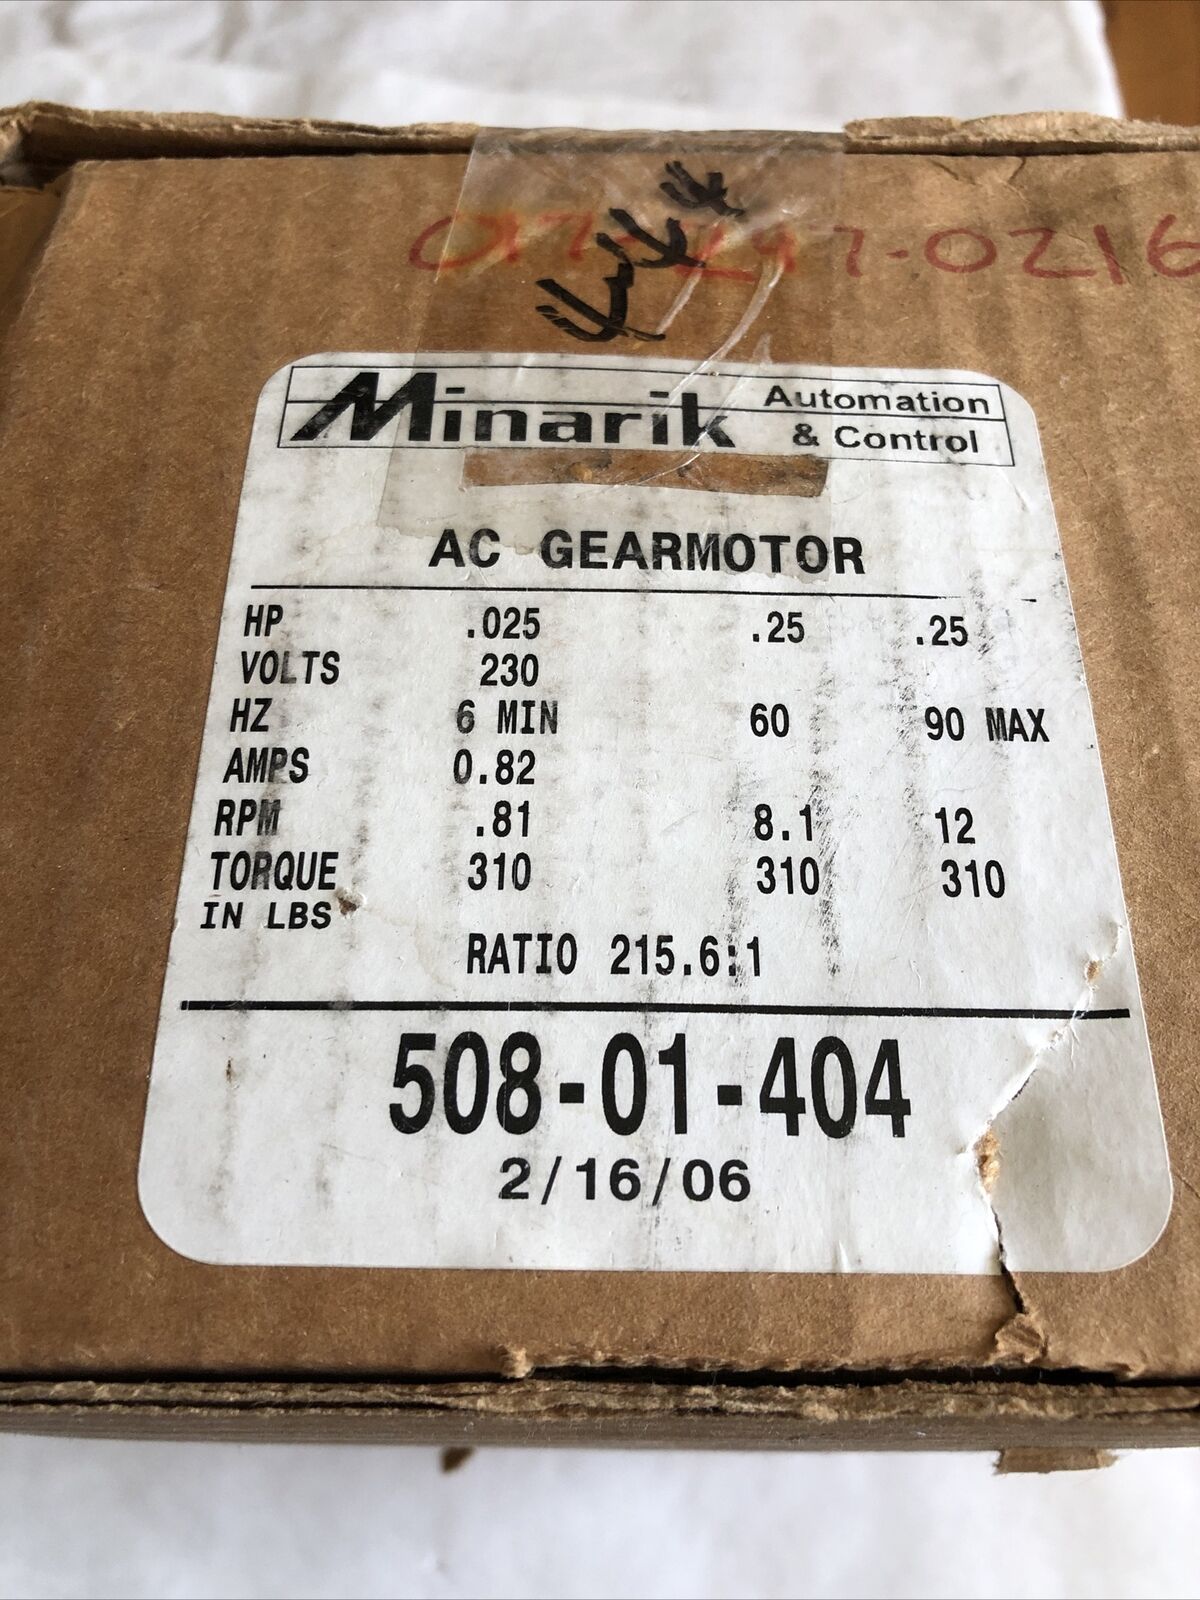 -0216
Minarik Automation
& Control
AC GEARMOTOR
HP .025 .25 .25
VOLTS 230
HZ 6 MIN 60 90 MAX
AMPS 0.82
RPM .81 8.1 12
TORQUE 310 310 310
IN LBS
RATIO 215.6:1
508-01-404
2/16/06